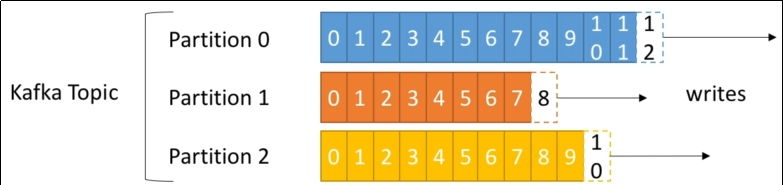 Partition 0 0 1 2 3 4 5 6 7 8 9 10 11 12
Kafka Topic
Partition 1 0 1 2 3 4 5 6 7 8 writes
Partition 2 0 1 2 3 4 5 6 7 8 9 10